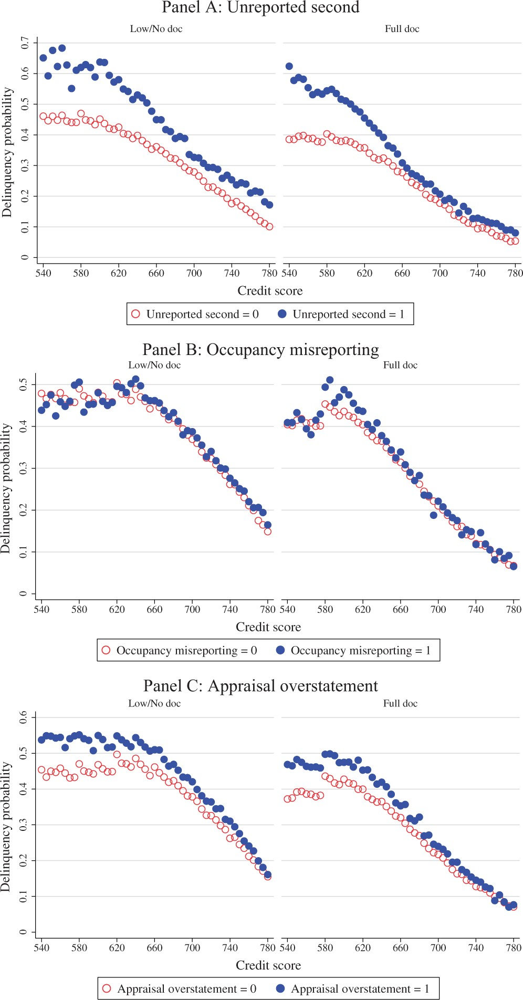 Panel A: Unreported second
Low/No doc
Full doc
Delinquency probability
0.7
0.6
0.5
0.4
0.3
0.2
0.1
0
540 580 620 660 700 740 780
540 580 620 660 700 740 780
Credit score
Unreported second = 0
Unreported second = 1
Panel B: Occupancy misreporting
Low/No doc
Full doc
Delinquency probability
0.5
0.4
0.3
0.2
0.1
0
540 580 620 660 700 740 780
540 580 620 660 700 740 780
Credit score
Occupancy misreporting = 0
Occupancy misreporting = 1
Panel C: Appraisal overstatement
Low/No doc
Full doc
Delinquency probability
0.6
0.5
0.4
0.3
0.2
0.1
0
540 580 620 660 700 740 780
540 580 620 660 700 740 780
Credit score
Appraisal overstatement = 0
Appraisal overstatement = 1